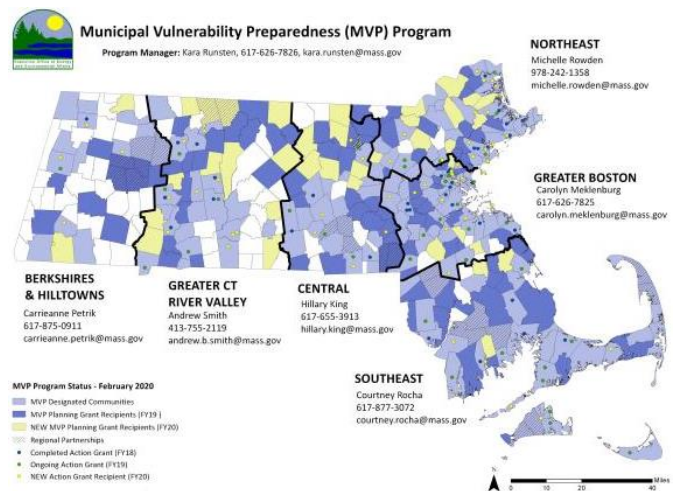 Municipal Vulnerability Preparedness (MVP) Program
Program Manager: Kara Runsten, 617-626-7826, kara.runsten@mass.gov
NORTHEAST
Michelle Rowden
978-242-1358
michelle.rowden@mass.gov
GREATER BOSTON
Carolyn Meklenburg
617-626-7825
carolyn.meklenburg@mass.gov
BERKSHIRES
& HILLTOWNS
Carrieanne Petrik
617-875-0911
carrieanne.petrik@mass.gov
GREATER CT
RIVER VALLEY
Andrew Smith
413-755-2119
andrew.b.smith@mass.gov
CENTRAL
Hillary King
617-655-3913
hillary.king@mass.gov
SOUTHEAST
Courtney Rocha
617-877-3072
courtney.rocha@mass.gov
MVP Program Status - February 2020
MVP Designated Communities
MVP Planning Grant Recipients (FY19 )
NEW MVP Planning Grant Recipients (FY20)
Regional Partnerships
Completed Action Grant (FY18)
Ongoing Action Grant (FY19)
NEW Action Grant Recipient (FY20)
N
Miles
0 10 20 40